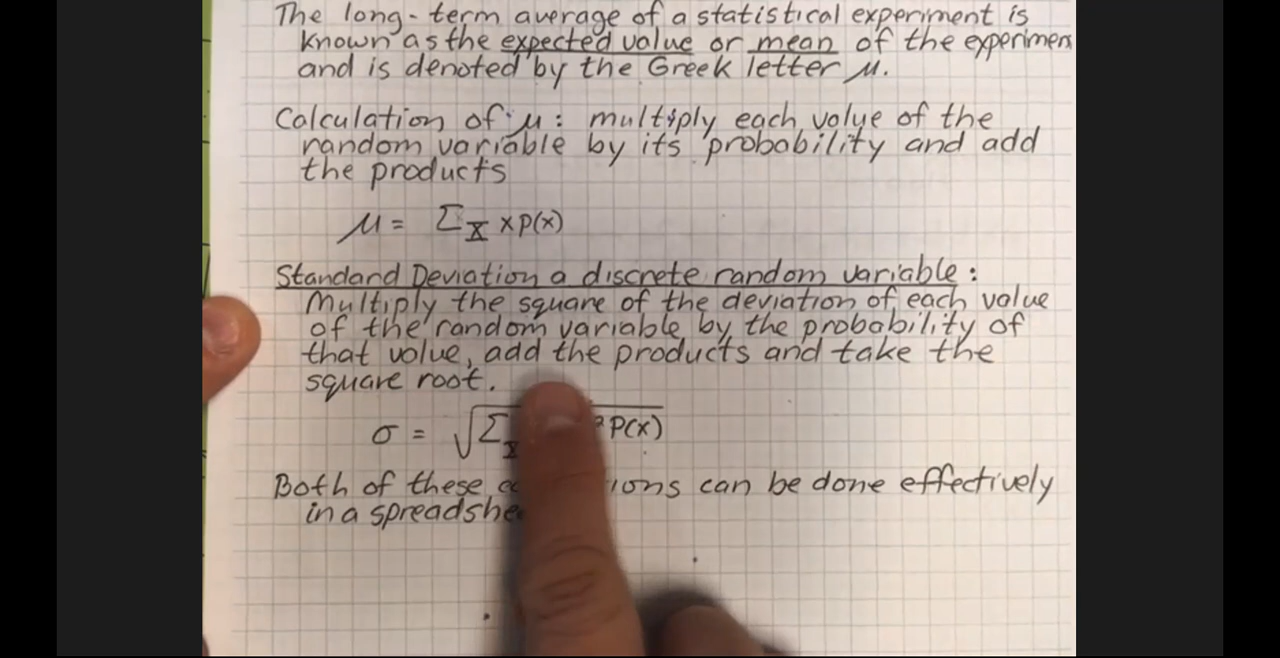 The long-term average of a statistical experiment is
known as the expected value or mean of the experimen
and is denoted by the Greek letter μ.
Calculation of μ: multiply each value of the
random variable by its probability and add
the products
μ = Σ_X x p(x)
Standard Deviation a discrete random variable:
Multiply the square of the deviation of each value
of the random variable by the probability of
that value, add the products and take the
square root.
σ = √Σ_X ² P(x)
Both of these can be done effectively
in a